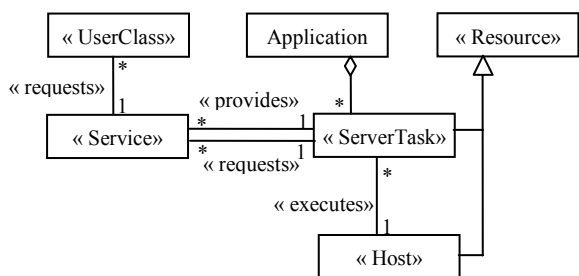 « UserClass»
Application
« Resource»
*
« requests»
1
« provides»
*
*
1
« Service»
« ServerTask»
*
1
« requests»
*
« executes»
1
« Host»